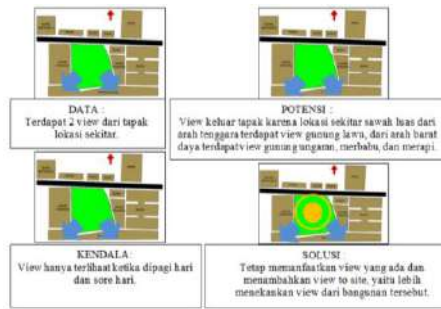 DATA :
Terdapat 2 view dari tapak
lokasi sekitar.
POTENSI :
View keluar tapak karena lokasi sekitar sawah luas dari
arah tenggara terdapat view gunung lawu, dari arah barat
daya terdapat view gunung ungaran, merbabu, dan merapi.
KENDALA :
View hanya terlihaat ketika dipagi hari
dan sore hari.
SOLUSI :
Tetap memanfaatkan view yang ada dan
menambahkan view to site, yaitu lebih
menekankan view dari bangunan tersebut.